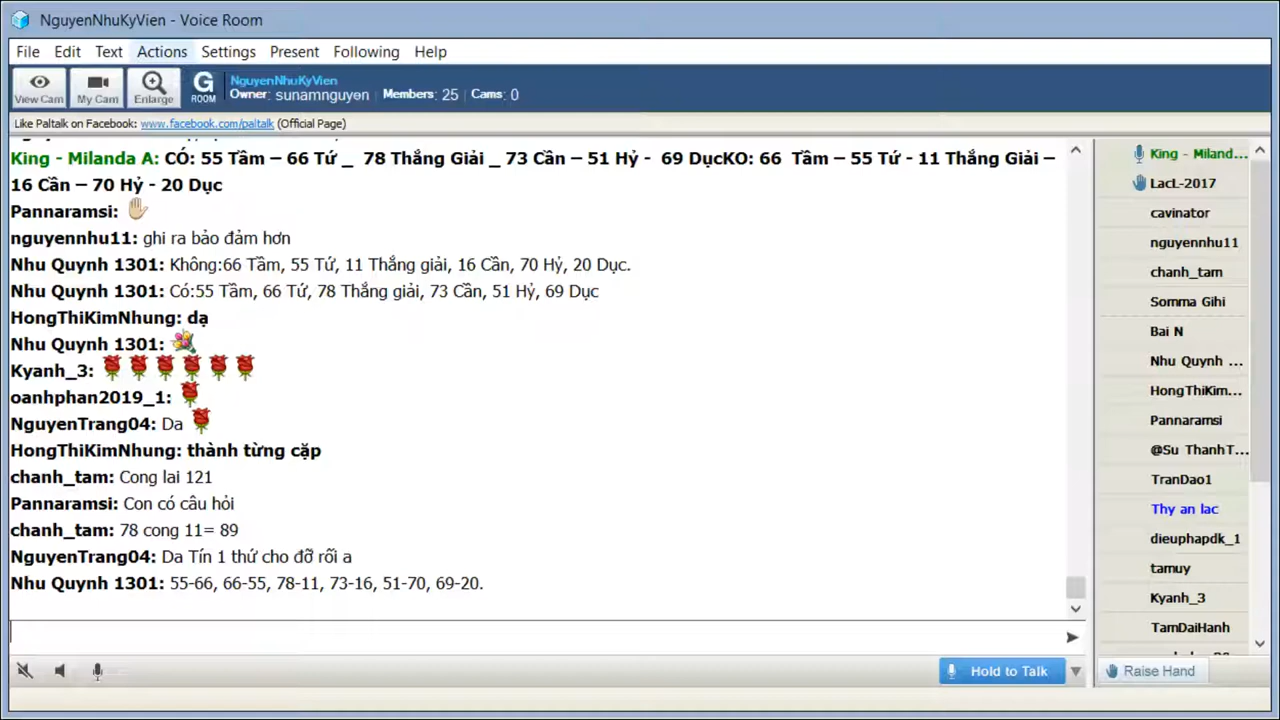 NguyenNhuKyVien - Voice Room
File Edit Text Actions Settings Present Following Help
View Cam My Cam Enlarge G ROOM NguyenNhuKyVien
Owner: sunamnguyen Members: 25 Cams: 0
Like Paltalk on Facebook: www.facebook.com/paltalk (Official Page)
King - Milanda A: CÓ: 55 Tầm – 66 Tứ _ 78 Thắng Giải _ 73 Cần – 51 Hỷ - 69 DụcKO: 66 Tầm – 55 Tứ - 11 Thắng Giải –
16 Cần – 70 Hỷ - 20 Dục
Pannaramsi:
nguyennhu11: ghi ra bảo đảm hơn
Nhu Quynh 1301: Không:66 Tầm, 55 Tứ, 11 Thắng giải, 16 Cần, 70 Hỷ, 20 Dục.
Nhu Quynh 1301: Có:55 Tầm, 66 Tứ, 78 Thắng giải, 73 Cần, 51 Hỷ, 69 Dục
HongThiKimNhung: dạ
Nhu Quynh 1301:
Kyanh_3:
oanhphan2019_1:
NguyenTrang04: Da
HongThiKimNhung: thành từng cặp
chanh_tam: Cong lai 121
Pannaramsi: Con có câu hỏi
chanh_tam: 78 cong 11= 89
NguyenTrang04: Da Tín 1 thứ cho đỡ rối a
Nhu Quynh 1301: 55-66, 66-55, 78-11, 73-16, 51-70, 69-20.
King - Miland...
LacL-2017
cavinator
nguyennhu11
chanh_tam
Somma Gihi
Bai N
Nhu Quynh ...
HongThiKim...
Pannaramsi
@Su ThanhT...
TranDao1
Thy an lac
dieuphapdk_1
tamuy
Kyanh_3
TamDaiHanh
Hold to Talk
Raise Hand